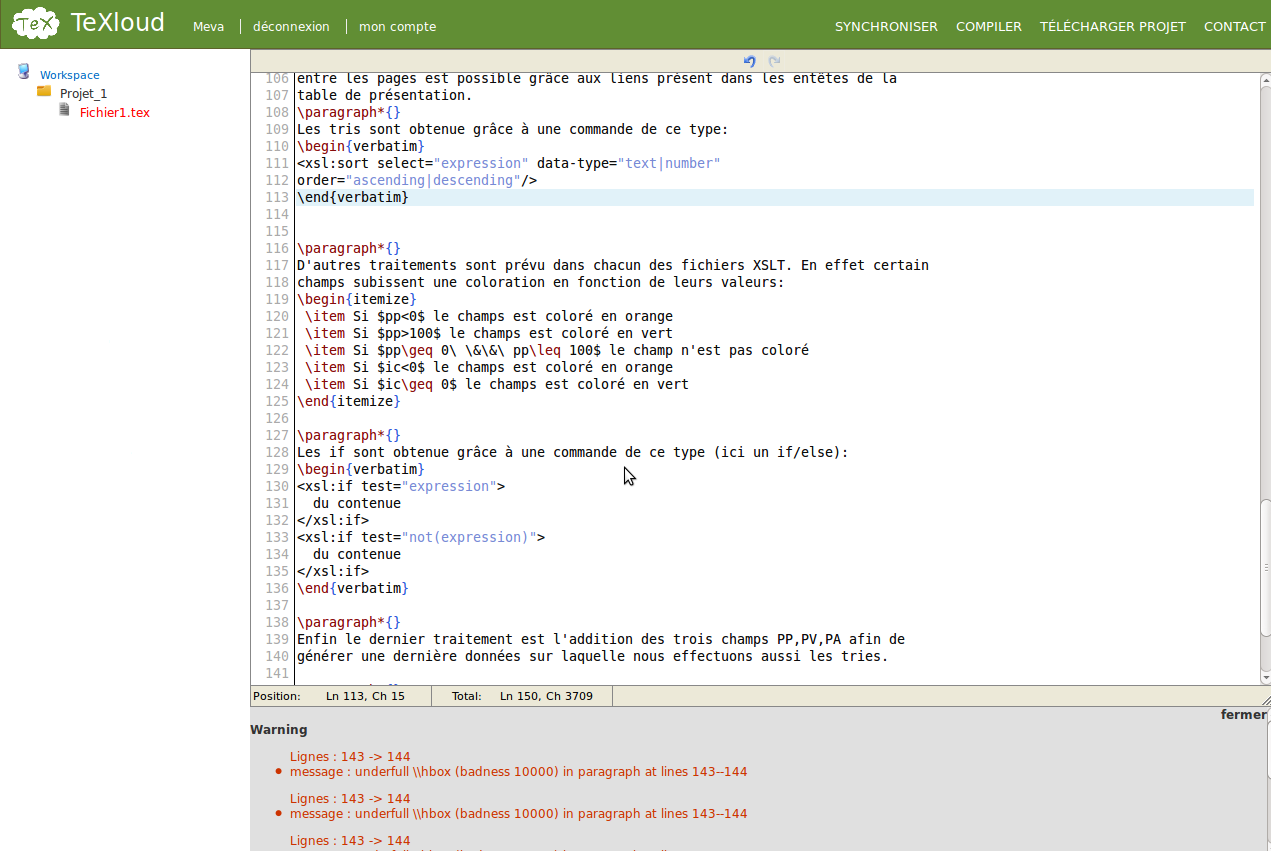 TeX TeXloud Meva déconnexion mon compte SYNCHRONISER COMPILER TÉLÉCHARGER PROJET CONTACT
Workspace
Projet_1
Fichier1.tex
106 entre les pages est possible grâce aux liens présent dans les entêtes de la
107 table de présentation.
108 \paragraph*{}
109 Les tris sont obtenue grâce à une commande de ce type:
110 \begin{verbatim}
111 <xsl:sort select="expression" data-type="text|number"
112 order="ascending|descending"/>
113 \end{verbatim}
114
115
116 \paragraph*{}
117 D'autres traitements sont prévu dans chacun des fichiers XSLT. En effet certain
118 champs subissent une coloration en fonction de leurs valeurs:
119 \begin{itemize}
120 \item Si $pp<0$ le champs est coloré en orange
121 \item Si $pp>100$ le champs est coloré en vert
122 \item Si $pp\geq 0\ \&\&\ pp\leq 100$ le champ n'est pas coloré
123 \item Si $ic<0$ le champs est coloré en orange
124 \item Si $ic\geq 0$ le champs est coloré en vert
125 \end{itemize}
126
127 \paragraph*{}
128 Les if sont obtenue grâce à une commande de ce type (ici un if/else):
129 \begin{verbatim}
130 <xsl:if test="expression">
131 du contenue
132 </xsl:if>
133 <xsl:if test="not(expression)">
134 du contenue
135 </xsl:if>
136 \end{verbatim}
137
138 \paragraph*{}
139 Enfin le dernier traitement est l'addition des trois champs PP,PV,PA afin de
140 générer une dernière données sur laquelle nous effectuons aussi les tries.
141
Position: Ln 113, Ch 15 Total: Ln 150, Ch 3709
fermer
Warning
Lignes : 143 -> 144
message : underfull \\hbox (badness 10000) in paragraph at lines 143--144
Lignes : 143 -> 144
message : underfull \\hbox (badness 10000) in paragraph at lines 143--144
Lignes : 143 -> 144